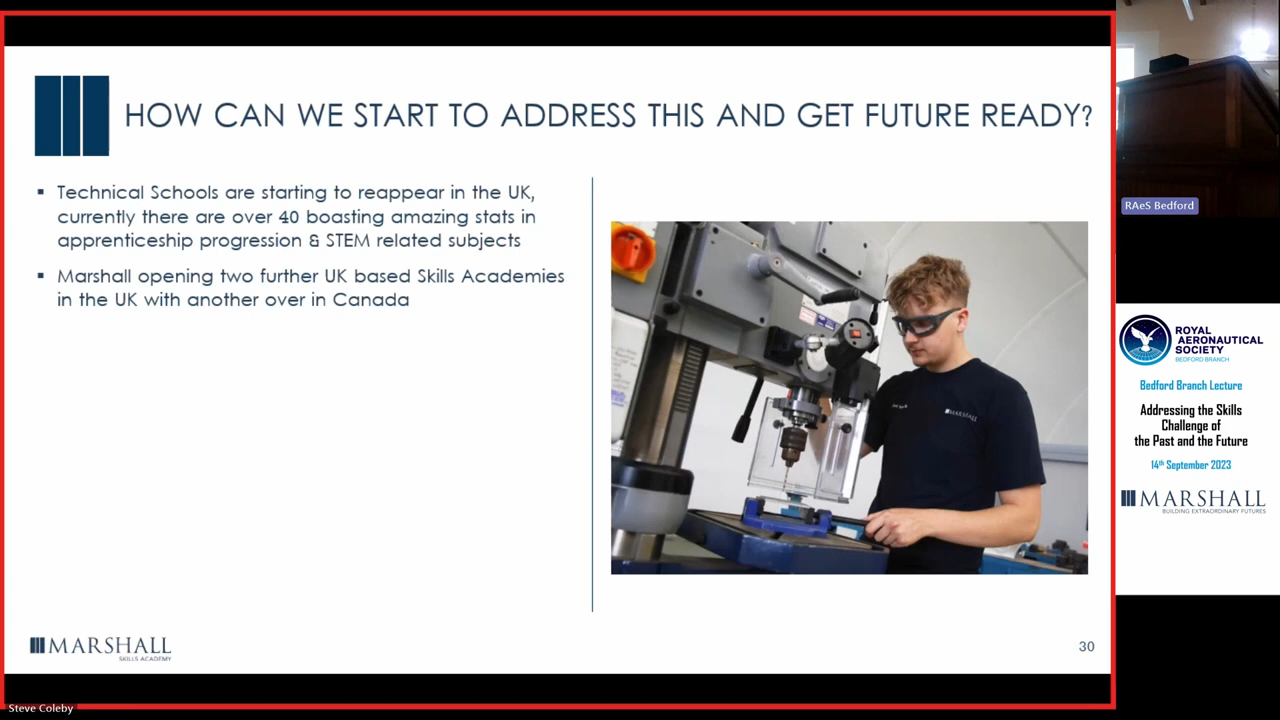 HOW CAN WE START TO ADDRESS THIS AND GET FUTURE READY?
▪ Technical Schools are starting to reappear in the UK,
currently there are over 40 boasting amazing stats in
apprenticeship progression & STEM related subjects
▪ Marshall opening two further UK based Skills Academies
in the UK with another over in Canada
MARSHALL
MARSHALL
SKILLS ACADEMY
30
Steve Coleby
RAeS Bedford
ROYAL
AERONAUTICAL
SOCIETY
BEDFORD BRANCH
Bedford Branch Lecture
Addressing the Skills
Challenge of
the Past and the Future
14th September 2023
MARSHALL
BUILDING EXTRAORDINARY FUTURES